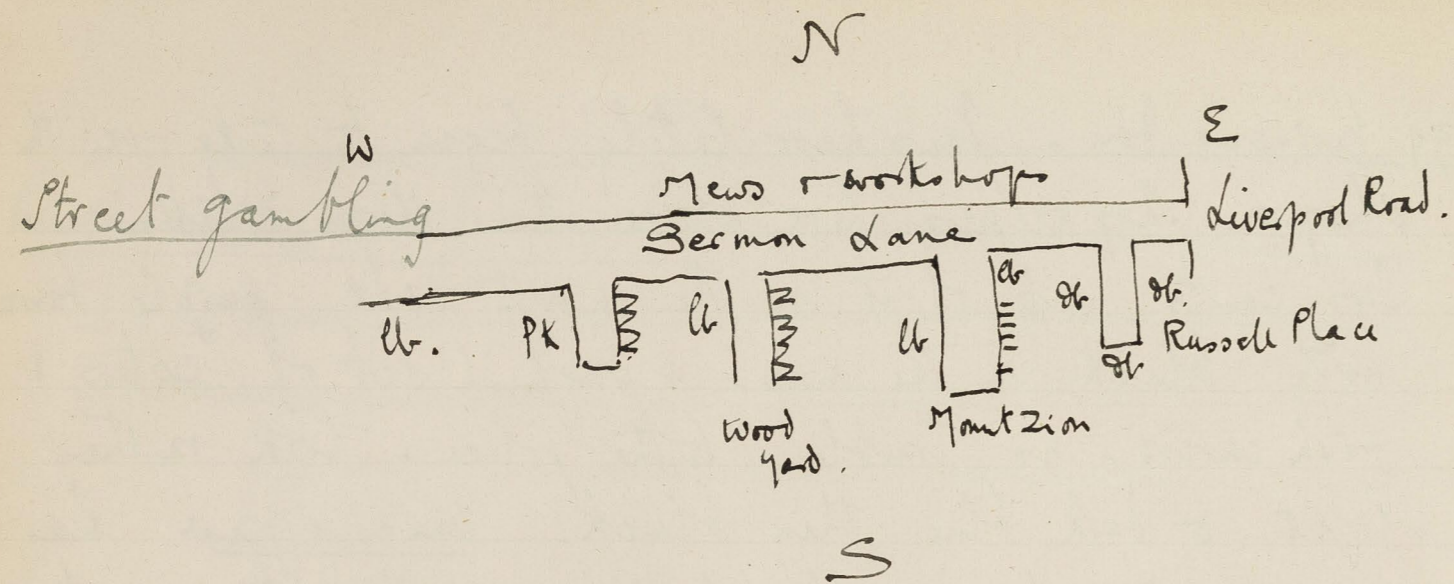 N
W
E
Street gambling
Mews & workshops
Liverpool Road.
Sermon Lane
lb.
PK
lb
lb
lb
db
db.
db
Russell Place
Wood
yard.
Mount Zion
S